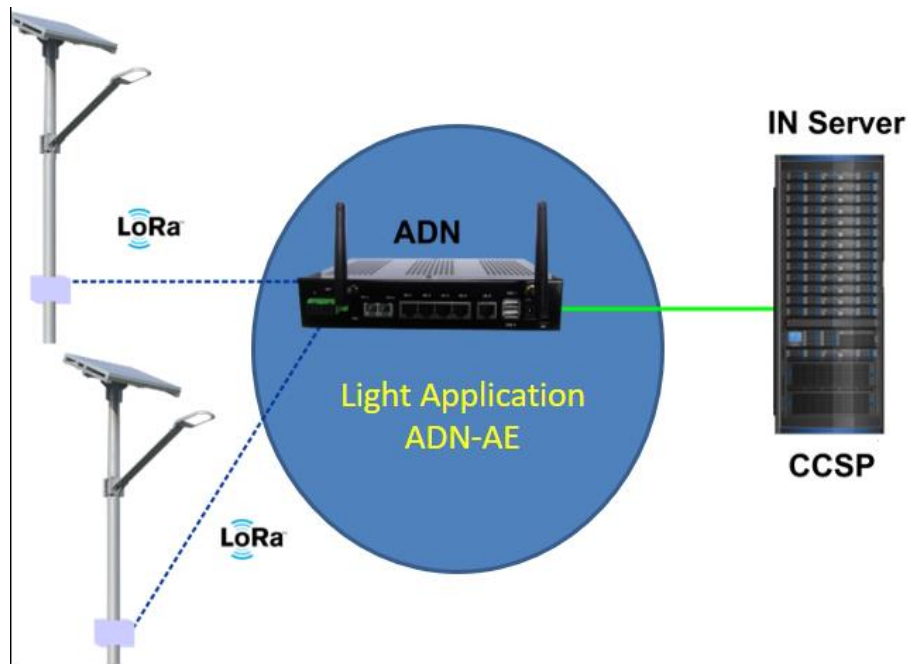 IN Server
LoRa
ADN
Light Application
ADN-AE
CCSP
LoRa